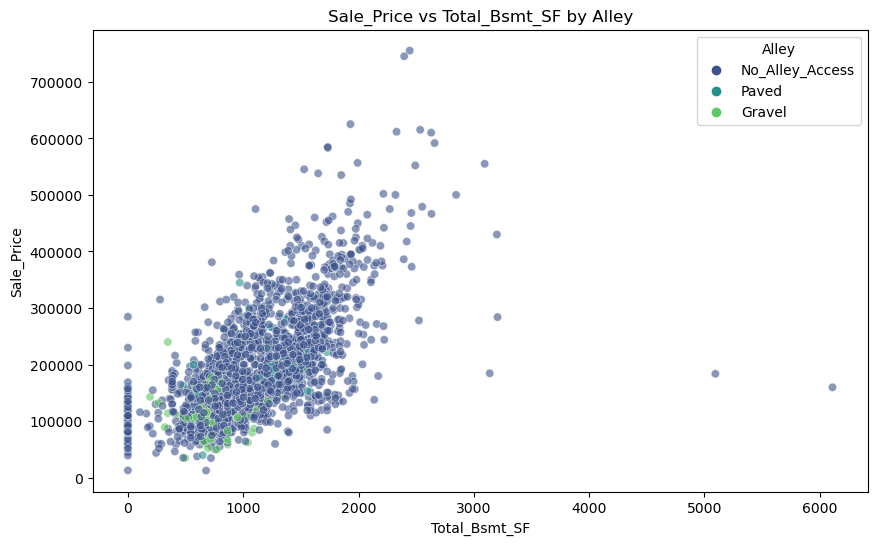 Sale_Price vs Total_Bsmt_SF by Alley
Alley
No_Alley_Access
Paved
Gravel
700000
600000
500000
400000
300000
200000
100000
0
Sale_Price
0 1000 2000 3000 4000 5000 6000
Total_Bsmt_SF